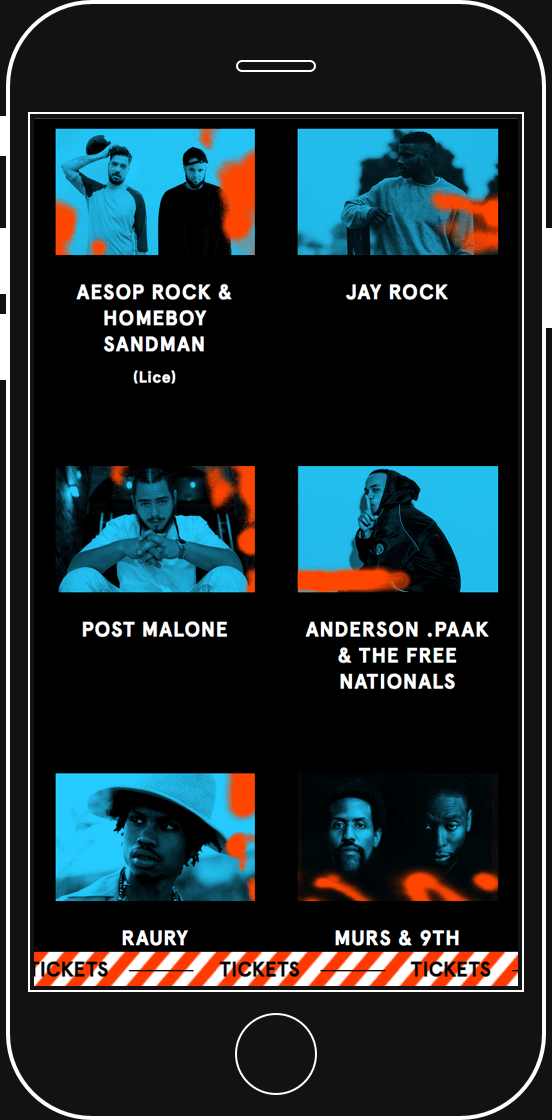 AESOP ROCK &
HOMEBOY
SANDMAN
(Lice)
JAY ROCK
POST MALONE
ANDERSON .PAAK
& THE FREE
NATIONALS
RAURY
MURS & 9TH
TICKETS TICKETS TICKETS